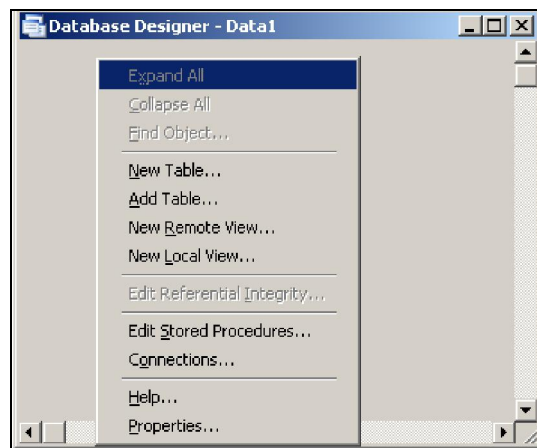 Database Designer - Data1
Expand All
Collapse All
Find Object...
New Table...
Add Table...
New Remote View...
New Local View...
Edit Referential Integrity...
Edit Stored Procedures...
Connections...
Help...
Properties...